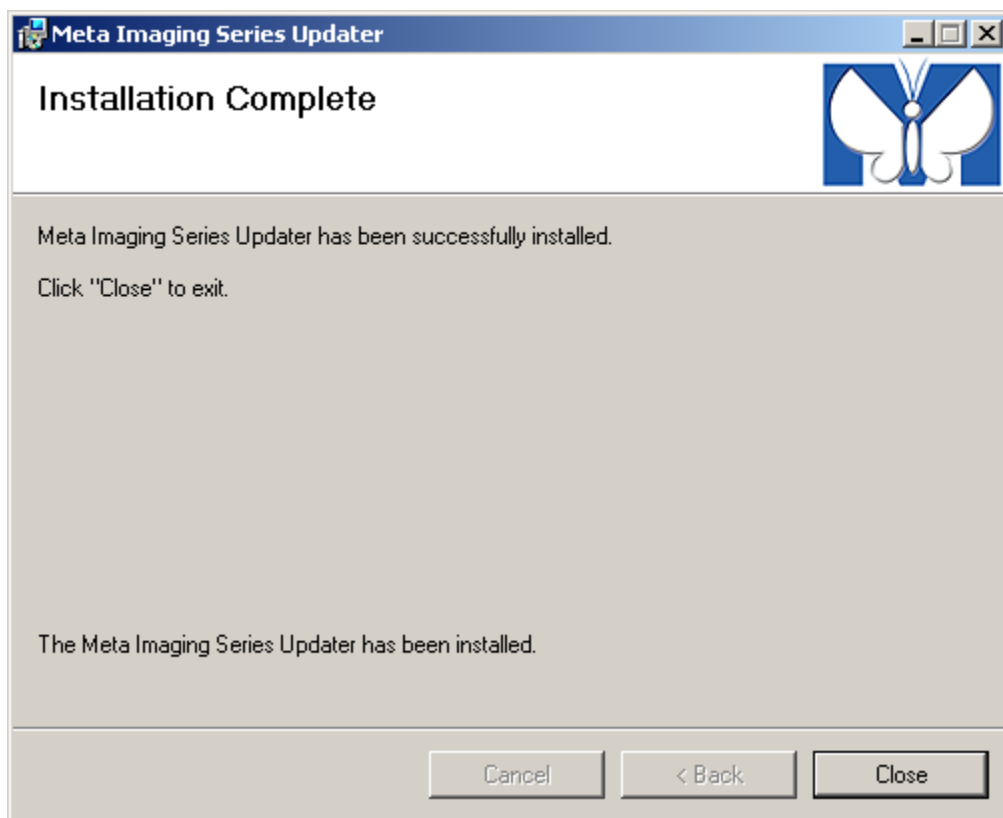 Meta Imaging Series Updater
Installation Complete
Meta Imaging Series Updater has been successfully installed.
Click "Close" to exit.
The Meta Imaging Series Updater has been installed.
Cancel
< Back
Close